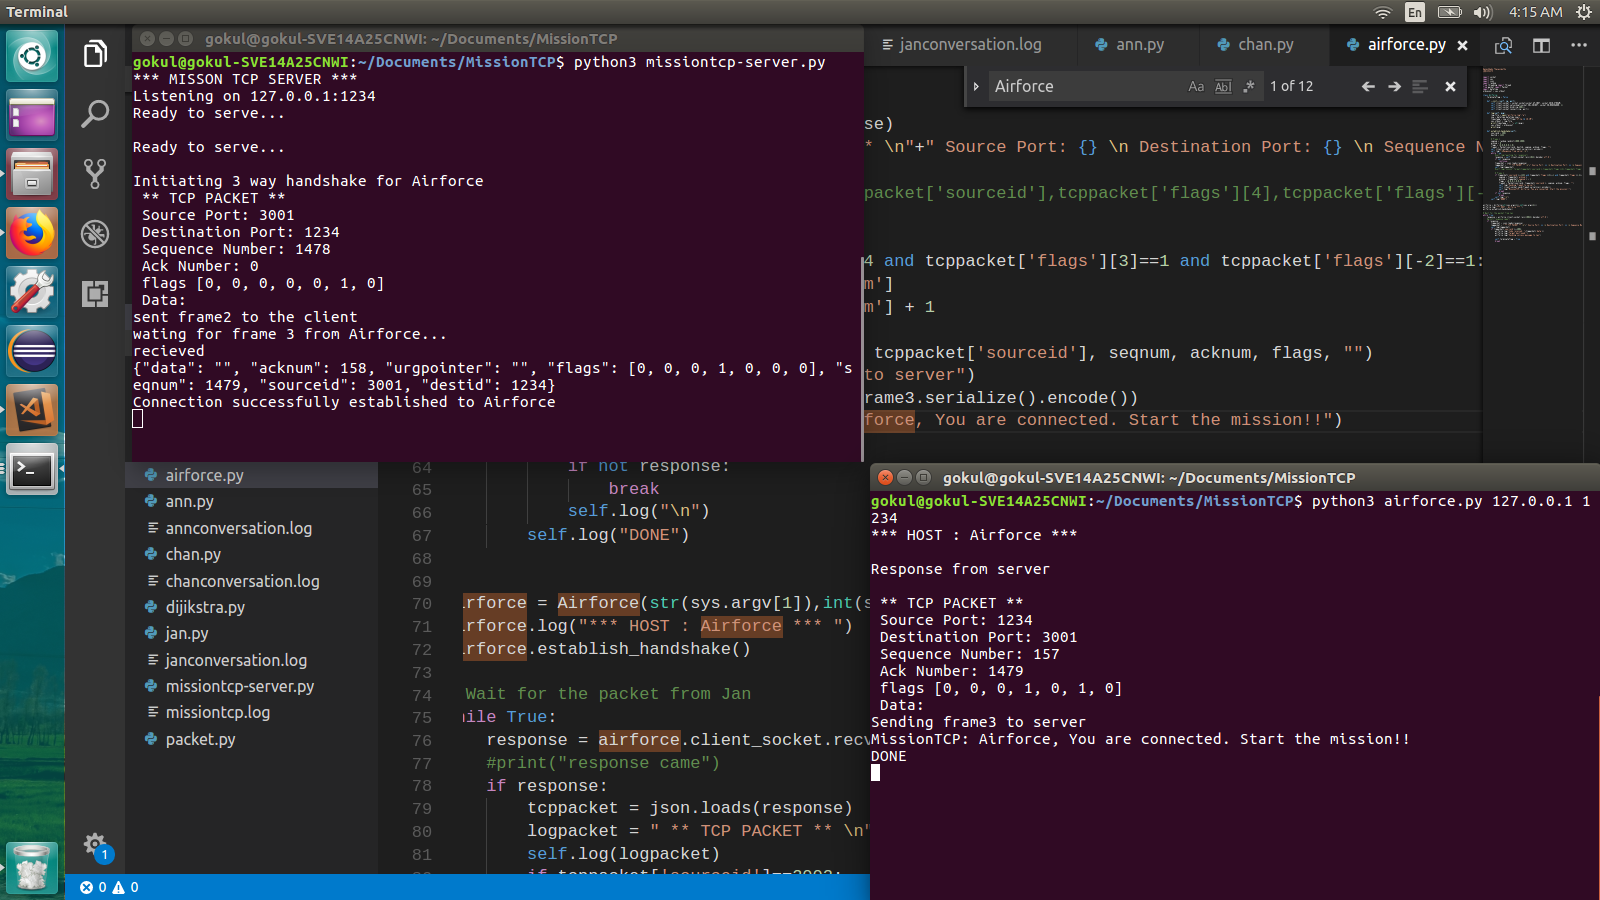 Terminal
En
4:15 AM
gokul@gokul-SVE14A25CNWI: ~/Documents/MissionTCP
gokul@gokul-SVE14A25CNWI:~/Documents/MissionTCP$ python3 missiontcp-server.py
*** MISSON TCP SERVER ***
Listening on 127.0.0.1:1234
Ready to serve...
Ready to serve...
Initiating 3 way handshake for Airforce
** TCP PACKET **
Source Port: 3001
Destination Port: 1234
Sequence Number: 1478
Ack Number: 0
flags [0, 0, 0, 0, 0, 1, 0]
Data:
sent frame2 to the client
wating for frame 3 from Airforce...
recieved
{"data": "", "acknum": 158, "urgpointer": "", "flags": [0, 0, 0, 1, 0, 0, 0], "s
eqnum": 1479, "sourceid": 3001, "destid": 1234}
Connection successfully established to Airforce
janconversation.log
ann.py
chan.py
airforce.py
Airforce
Aa
Abl
.*
1 of 12
se)
* \n"+" Source Port: {} \n Destination Port: {} \n Sequence N
packet['sourceid'],tcppacket['flags'][4],tcppacket['flags'][-
4 and tcppacket['flags'][3]==1 and tcppacket['flags'][-2]==1:
m']
m'] + 1
tcppacket['sourceid'], seqnum, acknum, flags, "")
to server")
rame3.serialize().encode())
force, You are connected. Start the mission!!")
airforce.py
ann.py
annconversation.log
chan.py
chanconversation.log
dijikstra.py
jan.py
janconversation.log
missiontcp-server.py
missiontcp.log
packet.py
64 if not response:
65 break
66 self.log("\n")
67 self.log("DONE")
68
69
70 irforce = Airforce(str(sys.argv[1]),int(s
71 irforce.log("*** HOST : Airforce *** ")
72 irforce.establish_handshake()
73
74 Wait for the packet from Jan
75 hile True:
76 response = airforce.client_socket.recv
77 #print("response came")
78 if response:
79 tcppacket = json.loads(response)
80 logpacket = " ** TCP PACKET ** \n"
81 self.log(logpacket)
if tcppacket['sourceid']==2002:
1
0
0
gokul@gokul-SVE14A25CNWI: ~/Documents/MissionTCP
gokul@gokul-SVE14A25CNWI:~/Documents/MissionTCP$ python3 airforce.py 127.0.0.1 1
234
*** HOST : Airforce ***
Response from server
** TCP PACKET **
Source Port: 1234
Destination Port: 3001
Sequence Number: 157
Ack Number: 1479
flags [0, 0, 0, 1, 0, 1, 0]
Data:
Sending frame3 to server
MissionTCP: Airforce, You are connected. Start the mission!!
DONE